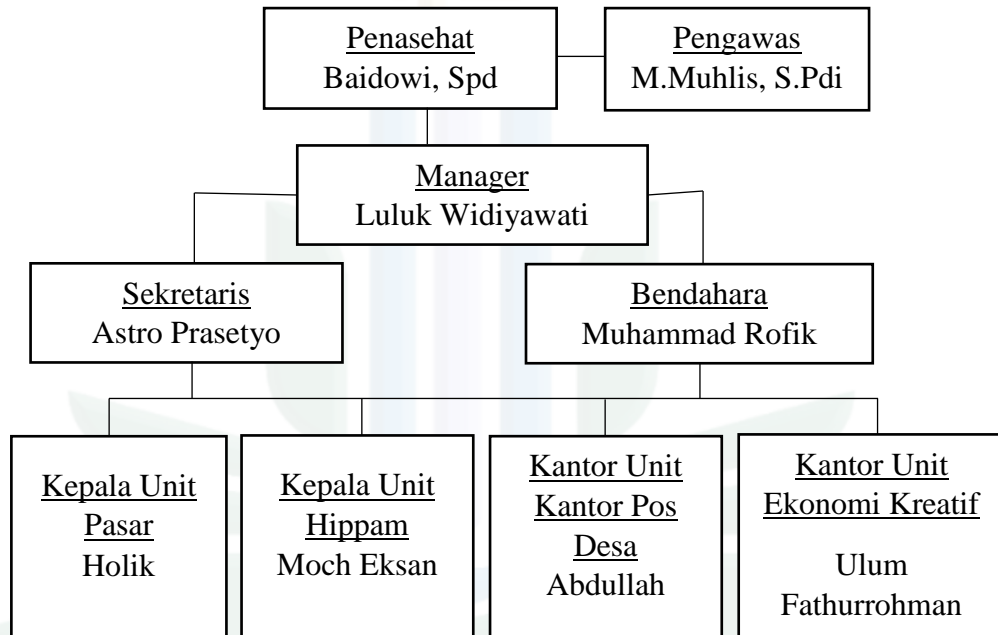 Penasehat
Baidowi, Spd
Pengawas
M.Muhlis, S.Pdi
Manager
Luluk Widiyawati
Sekretaris
Astro Prasetyo
Bendahara
Muhammad Rofik
Kepala Unit
Pasar
Holik
Kepala Unit
Hippam
Moch Eksan
Kantor Unit
Kantor Pos
Desa
Abdullah
Kantor Unit
Ekonomi Kreatif
Ulum
Fathurrohman